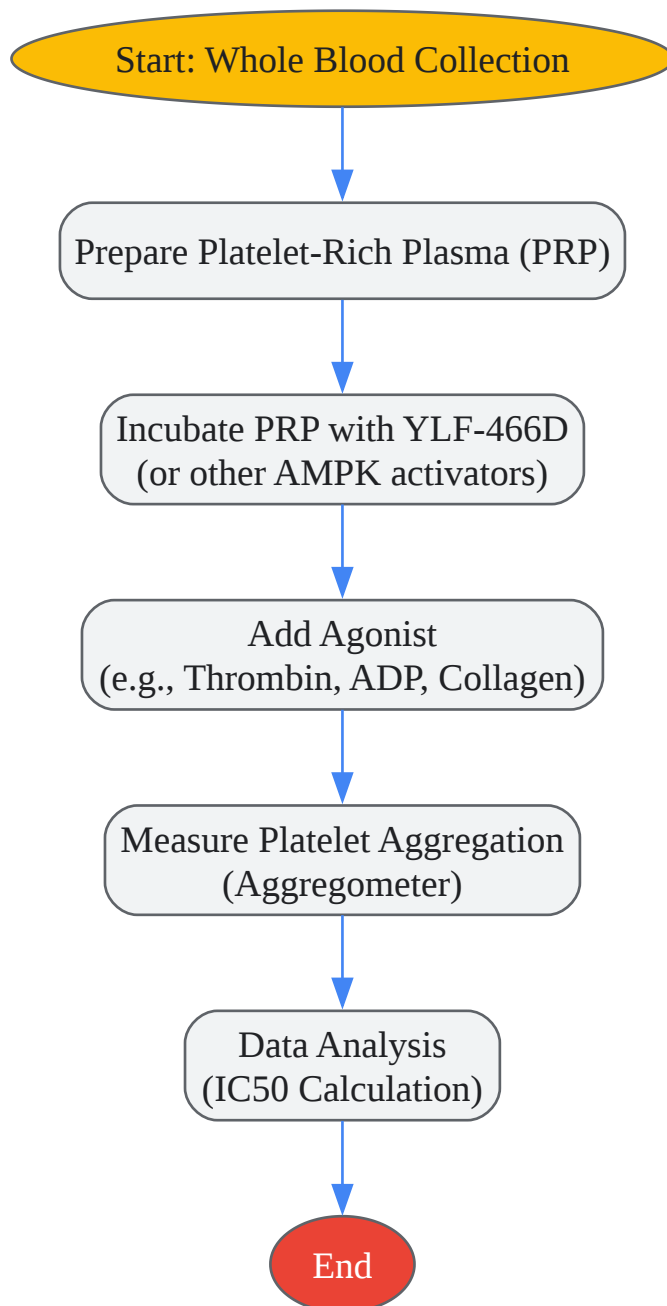 Start: Whole Blood Collection
Prepare Platelet-Rich Plasma (PRP)
Incubate PRP with YLF-466D
(or other AMPK activators)
Add Agonist
(e.g., Thrombin, ADP, Collagen)
Measure Platelet Aggregation
(Aggregometer)
Data Analysis
(IC50 Calculation)
End